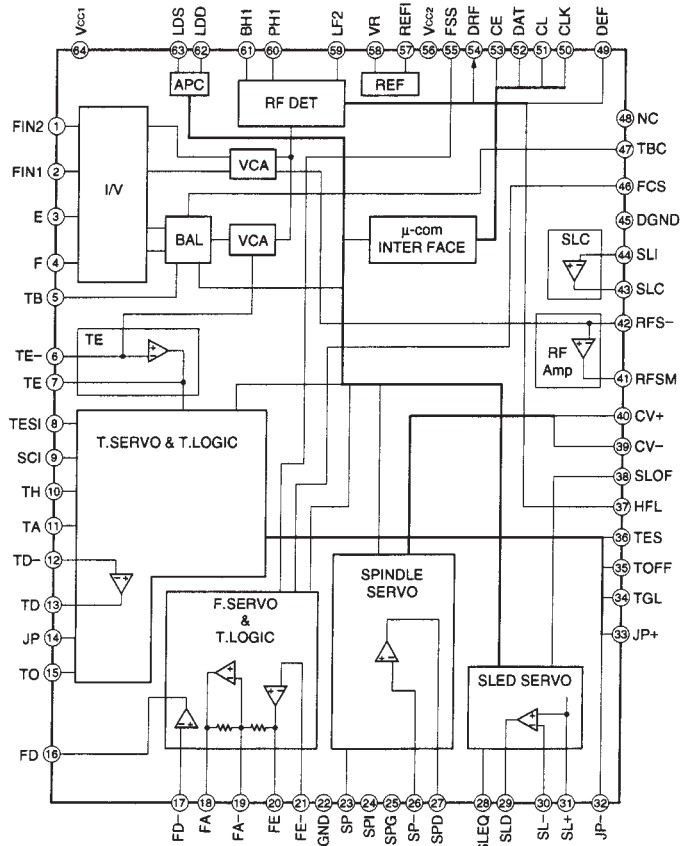 VCC1
LDS
LDD
BH1
PH1
LF2
VR
REFI
VCC2
FSS
DRF
CE
DAT
CL
CLK
DEF
64
63
62
61
60
59
58
57
56
55
54
53
52
51
50
49
APC
RF DET
REF
FIN2
1
FIN1
2
E
3
F
4
TB
5
TE-
6
TE
7
TESI
8
SCI
9
TH
10
TA
11
TD-
12
TD
13
JP
14
TO
15
FD
16
I/V
VCA
BAL
VCA
μ-com
INTER FACE
TE
T.SERVO & T.LOGIC
F.SERVO
&
T.LOGIC
SPINDLE
SERVO
SLED SERVO
SLC
RF
Amp
48
NC
47
TBC
46
FCS
45
DGND
44
SLI
43
SLC
42
RFS-
41
RFSM
40
CV+
39
CV-
38
SLOF
37
HFL
36
TES
35
TOFF
34
TGL
33
JP+
17
18
19
20
21
22
23
24
25
26
27
28
29
30
31
32
FD-
FA
FA-
FE
FE-
GND
SP
SPI
SPG
SP-
SPD
SLEQ
SLD
SL-
SL+
JP-